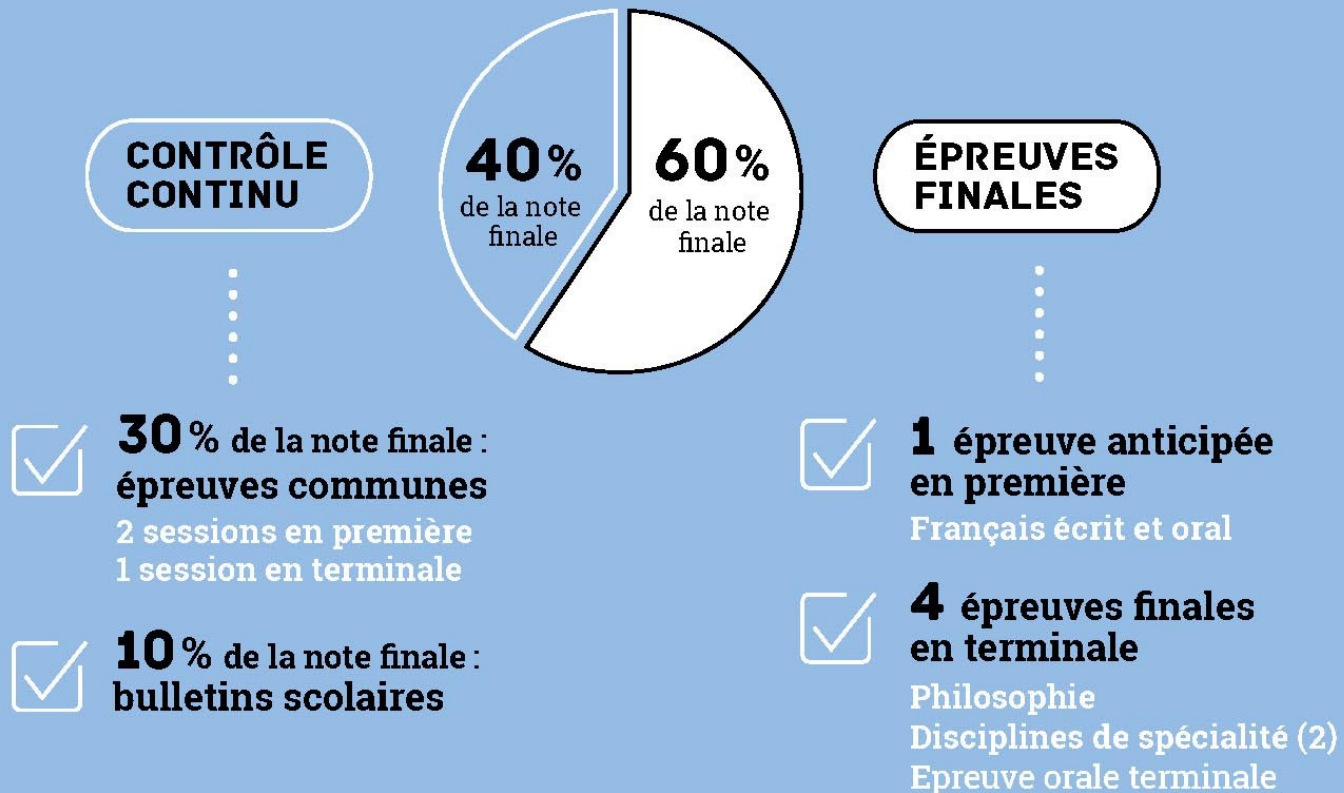 CONTRÔLE
CONTINU
40%
de la note
finale
60%
de la note
finale
ÉPREUVES
FINALES
30% de la note finale :
épreuves communes
2 sessions en première
1 session en terminale
10% de la note finale :
bulletins scolaires
1 épreuve anticipée
en première
Français écrit et oral
4 épreuves finales
en terminale
Philosophie
Disciplines de spécialité (2)
Epreuve orale terminale